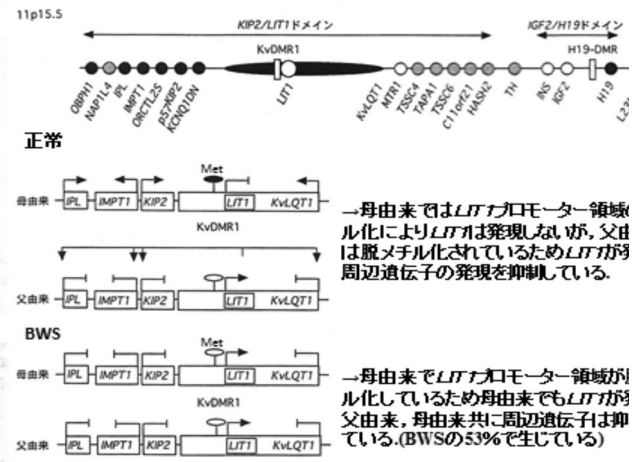 11p15.5
KIP2/LIT1ドメイン
IGF2/H19ドメイン
KvDMR1
H19-DMR
OBPH1
NAP1L4
IPL
IMPT1
ORCTL2S
p57KIP2
KCNQ1DN
LIT1
KvLQT1
MTR1
TSSC4
TAPA1
TSSC6
C11orf21
HASH2
TH
INS
IGF2
H19
L23
正常
Met
母由来 IPL IMPT1 KIP2 LIT1 KvLQT1
KvDMR1
父由来 IPL IMPT1 KIP2 LIT1 KvLQT1
→母由来ではLIT1プロモーター領域の
ル化によりLIT1は発現しないが，父由
は脱メチル化されているためLIT1が発
周辺遺伝子の発現を抑制している．
BWS
Met
母由来 IPL IMPT1 KIP2 LIT1 KvLQT1
KvDMR1
父由来 IPL IMPT1 KIP2 LIT1 KvLQT1
→母由来でLIT1プロモーター領域が脱
ル化しているため母由来でもLIT1が発
父由来，母由来共に周辺遺伝子は抑
ている．(BWSの53%で生じている)